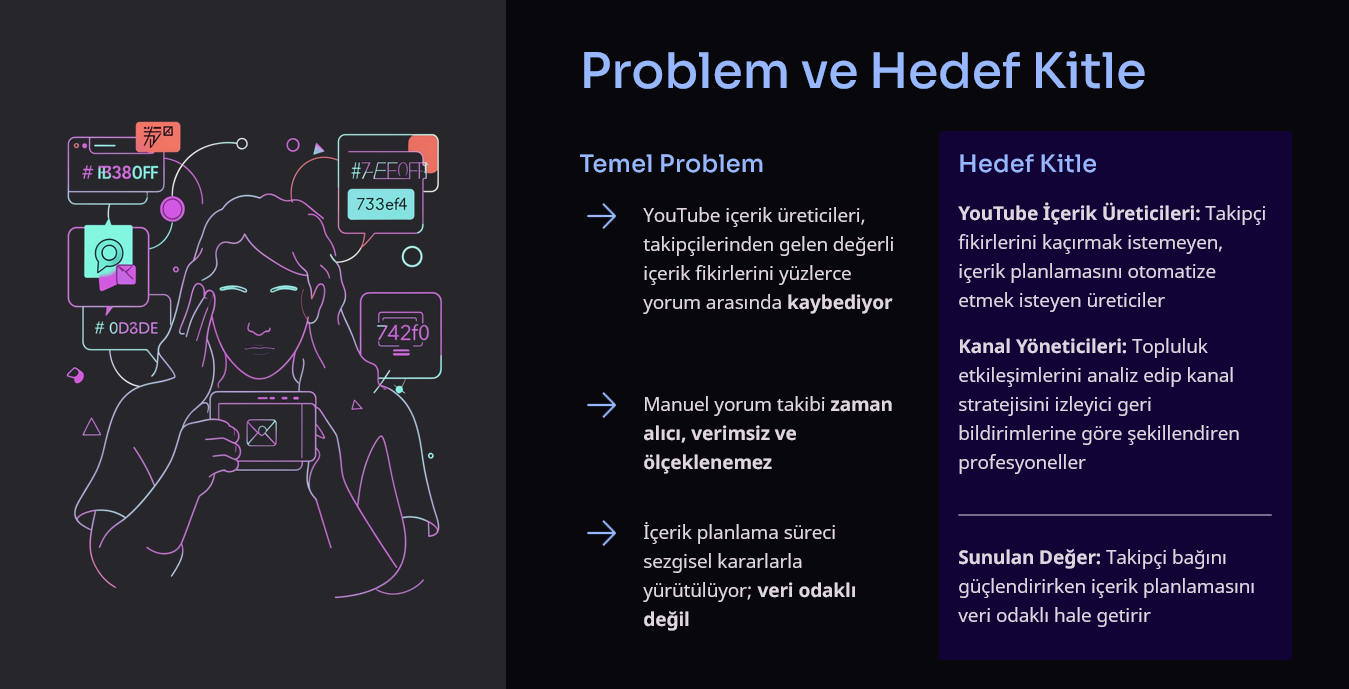 Problem ve Hedef Kitle
Temel Problem
YouTube içerik üreticileri,
takipçilerinden gelen değerli
içerik fikirlerini yüzlerce
yorum arasında kaybediyor
Manuel yorum takibi zaman
alıcı, verimsiz ve
ölçeklenemez
İçerik planlama süreci
sezgisel kararlarla
yürütülüyor; veri odaklı
değil
Hedef Kitle
YouTube İçerik Üreticileri: Takipçi
fikirlerini kaçırmak istemeyen,
içerik planlamasını otomatize
etmek isteyen üreticiler
Kanal Yöneticileri: Topluluk
etkileşimlerini analiz edip kanal
stratejisini izleyici geri
bildirimlerine göre şekillendiren
profesyoneller
Sunulan Değer: Takipçi bağını
güçlendirirken içerik planlamasını
veri odaklı hale getirir
733ef4
# 0D3DE
742f0